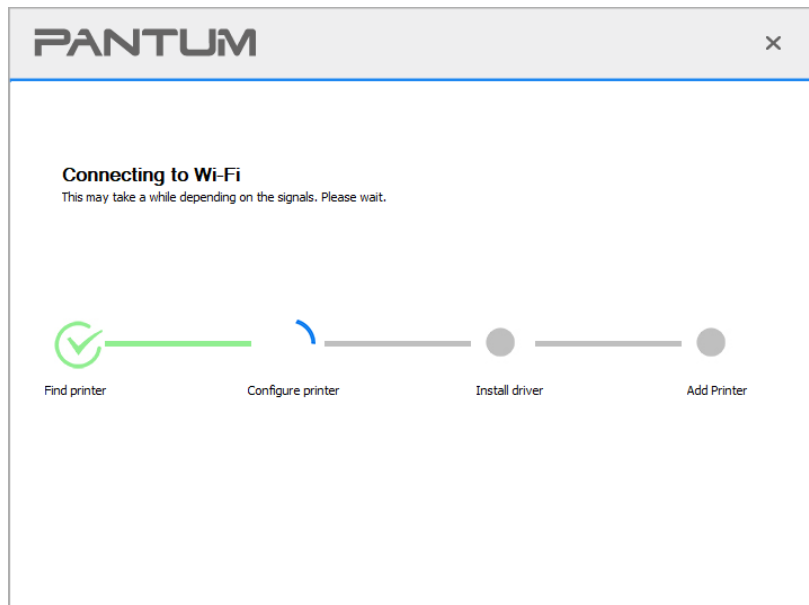 PANTUM
Connecting to Wi-Fi
This may take a while depending on the signals. Please wait.
Find printer
Configure printer
Install driver
Add Printer